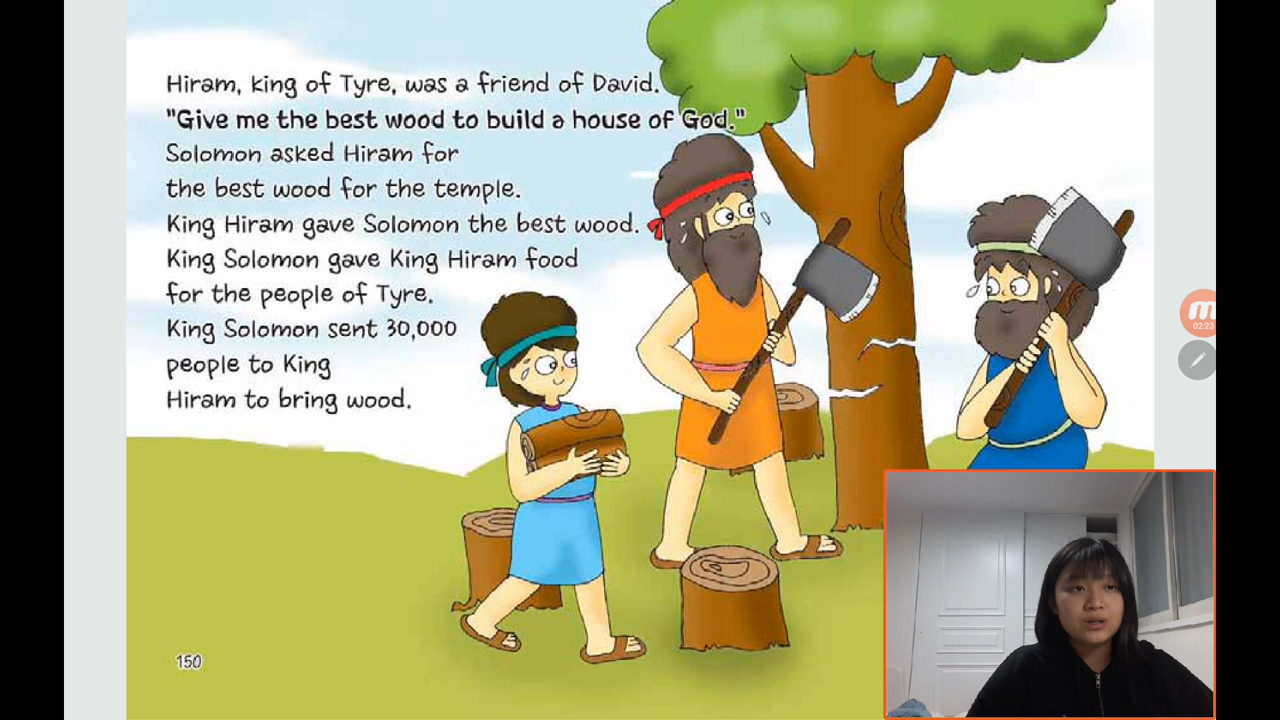 Hiram, king of Tyre, was a friend of David.
"Give me the best wood to build a house of God."
Solomon asked Hiram for
the best wood for the temple.
King Hiram gave Solomon the best wood.
King Solomon gave King Hiram food
for the people of Tyre.
King Solomon sent 30,000
people to King
Hiram to bring wood.
02:23
150